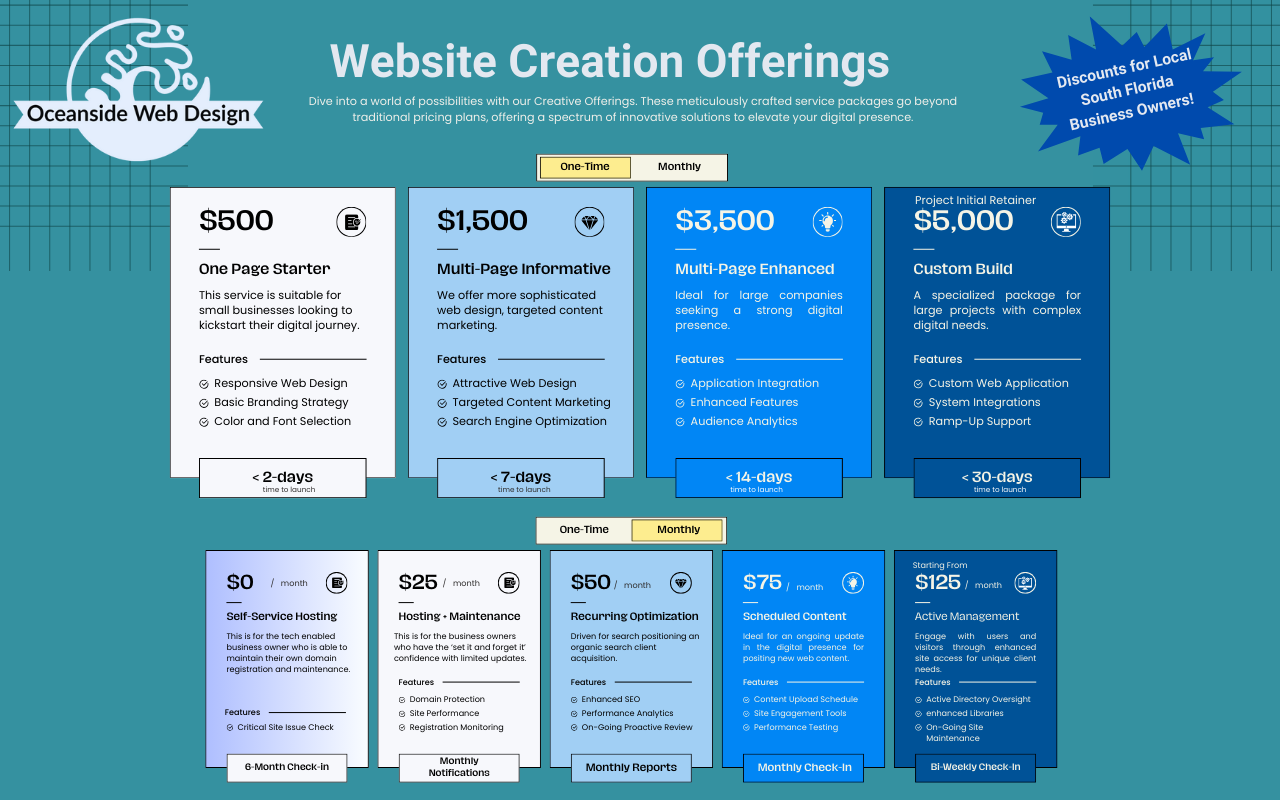 Oceanside Web Design
Website Creation Offerings
Dive into a world of possibilities with our Creative Offerings. These meticulously crafted service packages go beyond
traditional pricing plans, offering a spectrum of innovative solutions to elevate your digital presence.
Discounts for Local
South Florida
Business Owners!
One-Time
Monthly
$500
One Page Starter
This service is suitable for
small businesses looking to
kickstart their digital journey.
Features
Responsive Web Design
Basic Branding Strategy
Color and Font Selection
< 2-days
time to launch
$1,500
Multi-Page Informative
We offer more sophisticated
web design, targeted content
marketing.
Features
Attractive Web Design
Targeted Content Marketing
Search Engine Optimization
< 7-days
time to launch
$3,500
Multi-Page Enhanced
Ideal for large companies
seeking a strong digital
presence.
Features
Application Integration
Enhanced Features
Audience Analytics
< 14-days
time to launch
Project Initial Retainer
$5,000
Custom Build
A specialized package for
large projects with complex
digital needs.
Features
Custom Web Application
System Integrations
Ramp-Up Support
< 30-days
time to launch
One-Time
Monthly
$0 / month
Self-Service Hosting
This is for the tech enabled
business owner who is able to
maintain their own domain
registration and maintenance.
Features
Critical Site Issue Check
6-Month Check-in
$25 / month
Hosting + Maintenance
This is for the business owners
who have the 'set it and forget it'
confidence with limited updates.
Features
Domain Protection
Site Performance
Registration Monitoring
Monthly
Notifications
$50 / month
Recurring Optimization
Driven for search positioning an
organic search client
acquisition.
Features
Enhanced SEO
Performance Analytics
On-Going Proactive Review
Monthly Reports
$75 / month
Scheduled Content
Ideal for an ongoing update
in the digital presence for
positing new web content.
Features
Content Upload Schedule
Site Engagement Tools
Performance Testing
Monthly Check-in
Starting From
$125 / month
Active Management
Engage with users and
visitors through enhanced
site access for unique client
needs.
Features
Active Directory Oversight
enhanced Libraries
On-Going Site
Maintenance
Bi-Weekly Check-in